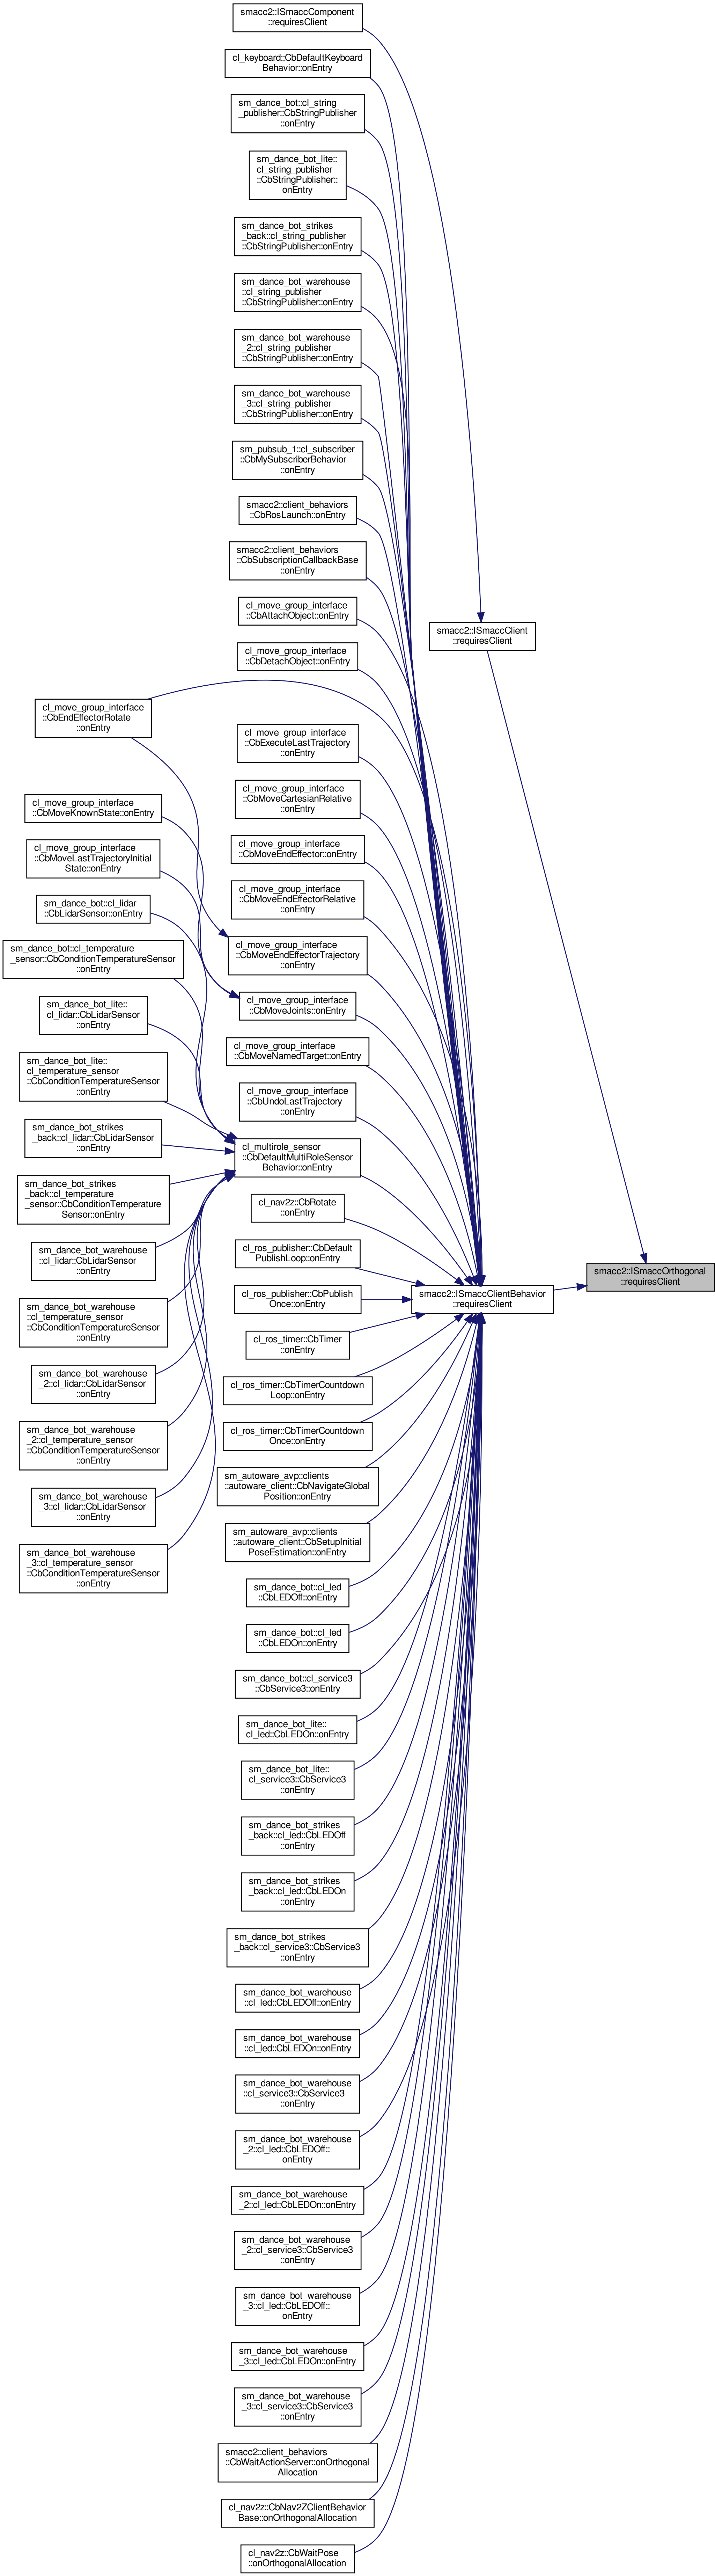 smacc2::ISmaccComponent
::requiresClient
cl_keyboard::CbDefaultKeyboard
Behavior::onEntry
sm_dance_bot::cl_string
_publisher::CbStringPublisher
::onEntry
sm_dance_bot_lite::
cl_string_publisher
::CbStringPublisher::
onEntry
sm_dance_bot_strikes
_back::cl_string_publisher
::CbStringPublisher::onEntry
sm_dance_bot_warehouse
::cl_string_publisher
::CbStringPublisher::onEntry
sm_dance_bot_warehouse
_2::cl_string_publisher
::CbStringPublisher::onEntry
sm_dance_bot_warehouse
_3::cl_string_publisher
::CbStringPublisher::onEntry
sm_pubsub_1::cl_subscriber
::CbMySubscriberBehavior
::onEntry
smacc2::client_behaviors
::CbRosLaunch::onEntry
smacc2::client_behaviors
::CbSubscriptionCallbackBase
::onEntry
cl_move_group_interface
::CbAttachObject::onEntry
smacc2::ISmaccClient
::requiresClient
cl_move_group_interface
::CbDetachObject::onEntry
cl_move_group_interface
::CbEndEffectorRotate
::onEntry
cl_move_group_interface
::CbExecuteLastTrajectory
::onEntry
cl_move_group_interface
::CbMoveCartesianRelative
::onEntry
cl_move_group_interface
::CbMoveKnownState::onEntry
cl_move_group_interface
::CbMoveEndEffector::onEntry
cl_move_group_interface
::CbMoveLastTrajectoryInitial
State::onEntry
cl_move_group_interface
::CbMoveEndEffectorRelative
::onEntry
sm_dance_bot::cl_lidar
::CbLidarSensor::onEntry
cl_move_group_interface
::CbMoveEndEffectorTrajectory
::onEntry
sm_dance_bot::cl_temperature
_sensor::CbConditionTemperatureSensor
::onEntry
cl_move_group_interface
::CbMoveJoints::onEntry
sm_dance_bot_lite::
cl_lidar::CbLidarSensor
::onEntry
cl_move_group_interface
::CbMoveNamedTarget::onEntry
sm_dance_bot_lite::
cl_temperature_sensor
::CbConditionTemperatureSensor
::onEntry
cl_move_group_interface
::CbUndoLastTrajectory
::onEntry
sm_dance_bot_strikes
_back::cl_lidar::CbLidarSensor
::onEntry
cl_multirole_sensor
::CbDefaultMultiRoleSensor
Behavior::onEntry
sm_dance_bot_strikes
_back::cl_temperature
_sensor::CbConditionTemperature
Sensor::onEntry
cl_nav2z::CbRotate
::onEntry
sm_dance_bot_warehouse
::cl_lidar::CbLidarSensor
::onEntry
cl_ros_publisher::CbDefault
PublishLoop::onEntry
smacc2::ISmaccOrthogonal
::requiresClient
smacc2::ISmaccClientBehavior
::requiresClient
cl_ros_publisher::CbPublish
Once::onEntry
sm_dance_bot_warehouse
::cl_temperature_sensor
::CbConditionTemperatureSensor
::onEntry
cl_ros_timer::CbTimer
::onEntry
sm_dance_bot_warehouse
_2::cl_lidar::CbLidarSensor
::onEntry
cl_ros_timer::CbTimerCountdown
Loop::onEntry
sm_dance_bot_warehouse
_2::cl_temperature_sensor
::CbConditionTemperatureSensor
::onEntry
cl_ros_timer::CbTimerCountdown
Once::onEntry
sm_dance_bot_warehouse
_3::cl_lidar::CbLidarSensor
::onEntry
sm_autoware_avp::clients
::autoware_client::CbNavigateGlobal
Position::onEntry
sm_dance_bot_warehouse
_3::cl_temperature_sensor
::CbConditionTemperatureSensor
::onEntry
sm_autoware_avp::clients
::autoware_client::CbSetupInitial
PoseEstimation::onEntry
sm_dance_bot::cl_led
::CbLEDOff::onEntry
sm_dance_bot::cl_led
::CbLEDOn::onEntry
sm_dance_bot::cl_service3
::CbService3::onEntry
sm_dance_bot_lite::
cl_led::CbLEDOn::onEntry
sm_dance_bot_lite::
cl_service3::CbService3
::onEntry
sm_dance_bot_strikes
_back::cl_led::CbLEDOff
::onEntry
sm_dance_bot_strikes
_back::cl_led::CbLEDOn
::onEntry
sm_dance_bot_strikes
_back::cl_service3::CbService3
::onEntry
sm_dance_bot_warehouse
::cl_led::CbLEDOff::onEntry
sm_dance_bot_warehouse
::cl_led::CbLEDOn::onEntry
sm_dance_bot_warehouse
::cl_service3::CbService3
::onEntry
sm_dance_bot_warehouse
_2::cl_led::CbLEDOff::
onEntry
sm_dance_bot_warehouse
_2::cl_led::CbLEDOn::onEntry
sm_dance_bot_warehouse
_2::cl_service3::CbService3
::onEntry
sm_dance_bot_warehouse
_3::cl_led::CbLEDOff::
onEntry
sm_dance_bot_warehouse
_3::cl_led::CbLEDOn::onEntry
sm_dance_bot_warehouse
_3::cl_service3::CbService3
::onEntry
smacc2::client_behaviors
::CbWaitActionServer::onOrthogonal
Allocation
cl_nav2z::CbNav2ZClientBehavior
Base::onOrthogonalAllocation
cl_nav2z::CbWaitPose
::onOrthogonalAllocation